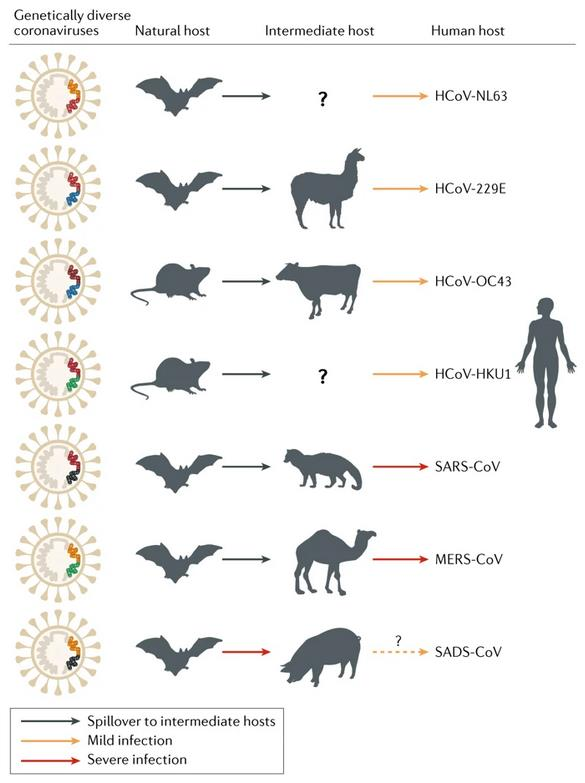 Genetically diverse
coronaviruses
Natural host
Intermediate host
Human host
?
HCoV-NL63
HCoV-229E
HCoV-OC43
?
HCoV-HKU1
SARS-CoV
MERS-CoV
?
SADS-CoV
Spillover to intermediate hosts
Mild infection
Severe infection